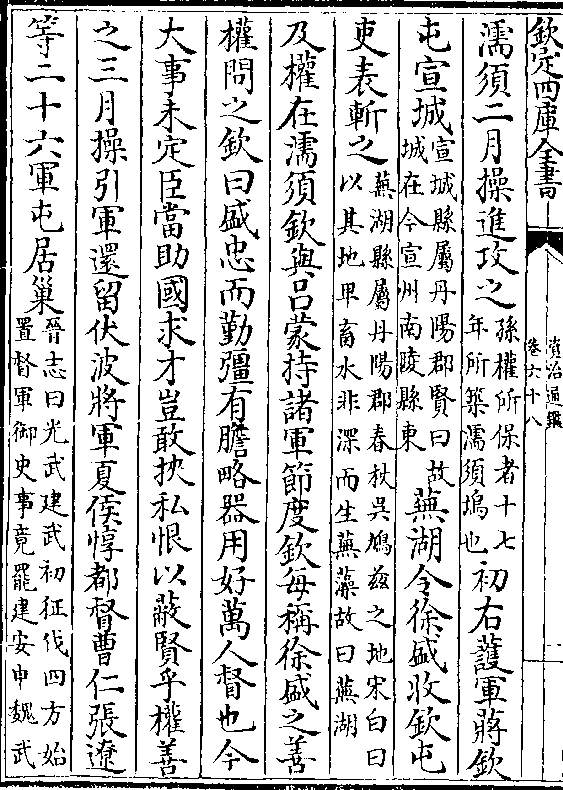 欽定四庫全書
資治通鑑
卷六十八
濡須二月操進攻之孫權所保者十七年所築濡須塢也初右䕶軍蔣欽
屯宣城宣城縣屬丹陽郡賢曰故城在今宣州南陵縣東蕪湖令徐盛收欽屯
吏表斬之蕪湖縣屬丹陽郡春秋吳鳩兹之地宋白曰以其地卑畜水非深而生蕪藻故曰蕪湖
及權在濡須欽與吕蒙持諸軍節度欽每稱徐盛之善
權問之欽曰盛忠而勤彊有膽略器用好萬人督也今
大事未定臣當助國求才豈敢挾私恨以蔽賢乎權善
之三月操引軍還留伏波將軍夏侯惇都督曹仁張遼
等二十六軍屯居巢晉志曰光武建武初征伐四方始置督軍御史事竟罷建安中魏武